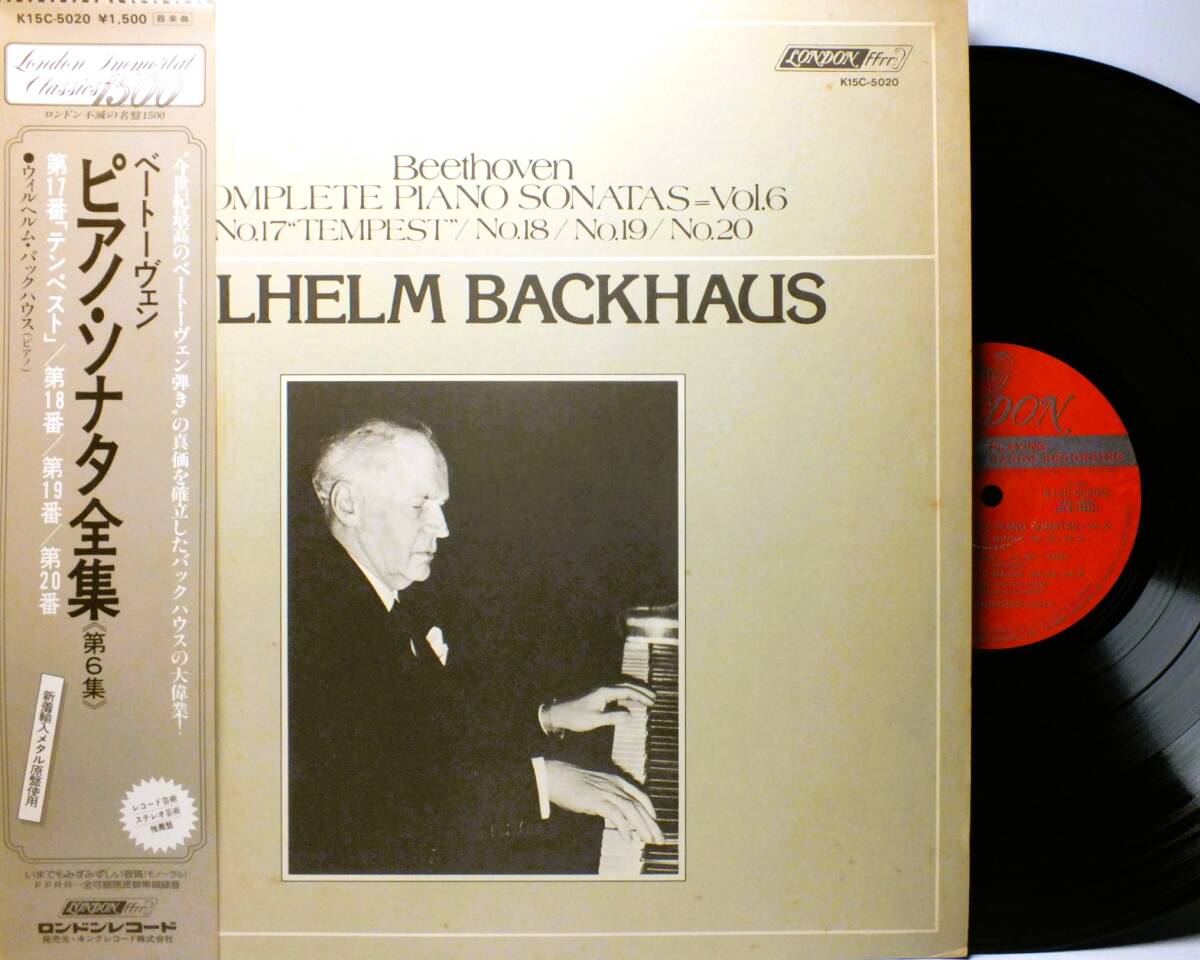 K15C-5020 ¥1,500 器楽曲
London Immortal
Classics 1500
ロンドン不滅の名盤1500
"今世紀最高のベートーヴェン弾き"の真価を確立したバックハウスの大偉業!
ベートーヴェン
ピアノ・ソナタ全集《第6集》
第17番「テンペスト」/第18番/第19番/第20番
●ウィルヘルム・バックハウス(ピアノ)
新着輸入メタル原盤使用
レコード芸術
ステレオ芸術
推薦盤
いまでもみずみずしい音質(モノーラル)
FFRR―全可聴周波数帯域録音
LONDON ffrr
ロンドンレコード
発売元・キングレコード株式会社
LONDON ffrr
K15C-5020
Beethoven
OMPLETE PIANO SONATAS=Vol.6
No.17"TEMPEST"/No.18/No.19/No.20
LHELM BACKHAUS
DON
PLAYING
RANGE RECORDING
PIANO SONATAS